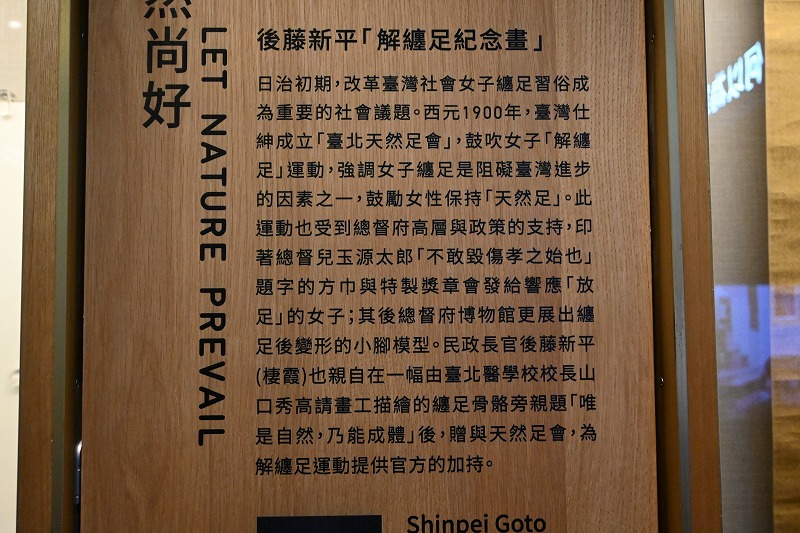 然尚好
LET NATURE PREVAIL
後藤新平「解纏足紀念畫」
日治初期，改革臺灣社會女子纏足習俗成
為重要的社會議題。西元1900年，臺灣仕
紳成立「臺北天然足會」，鼓吹女子「解纏
足」運動，強調女子纏足是阻礙臺灣進步
的因素之一，鼓勵女性保持「天然足」。此
運動也受到總督府高層與政策的支持，印
著總督兒玉源太郎「不敢毀傷孝之始也」
題字的方巾與特製獎章會發給響應「放
足」的女子；其後總督府博物館更展出纏
足後變形的小腳模型。民政長官後藤新平
(棲霞)也親自在一幅由臺北醫學校校長山
口秀高請畫工描繪的纏足骨骼旁親題「唯
是自然，乃能成體」後，贈與天然足會，為
解纏足運動提供官方的加持。
Shinpei Goto